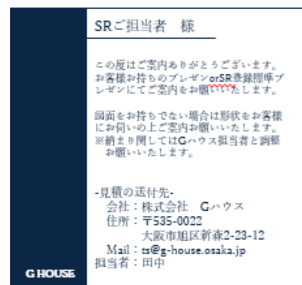 SRご担当者　様
この度はご案内ありがとうございます。
お客様お持ちのプレゼンorSR登録標準プ
レゼンにてご案内をお願いいたします。
図面をお持ちでない場合は形状をお客様
にお伺いの上ご案内お願いいたします。
※納まり関してはGハウス担当者と調整
お願いいたします。
-見積の送付先-
会社：株式会社　Gハウス
住所：〒535-0022
大阪市旭区新森2-23-12
Mail：ts@g-house.osaka.jp
担当者：田中
G HOUSE